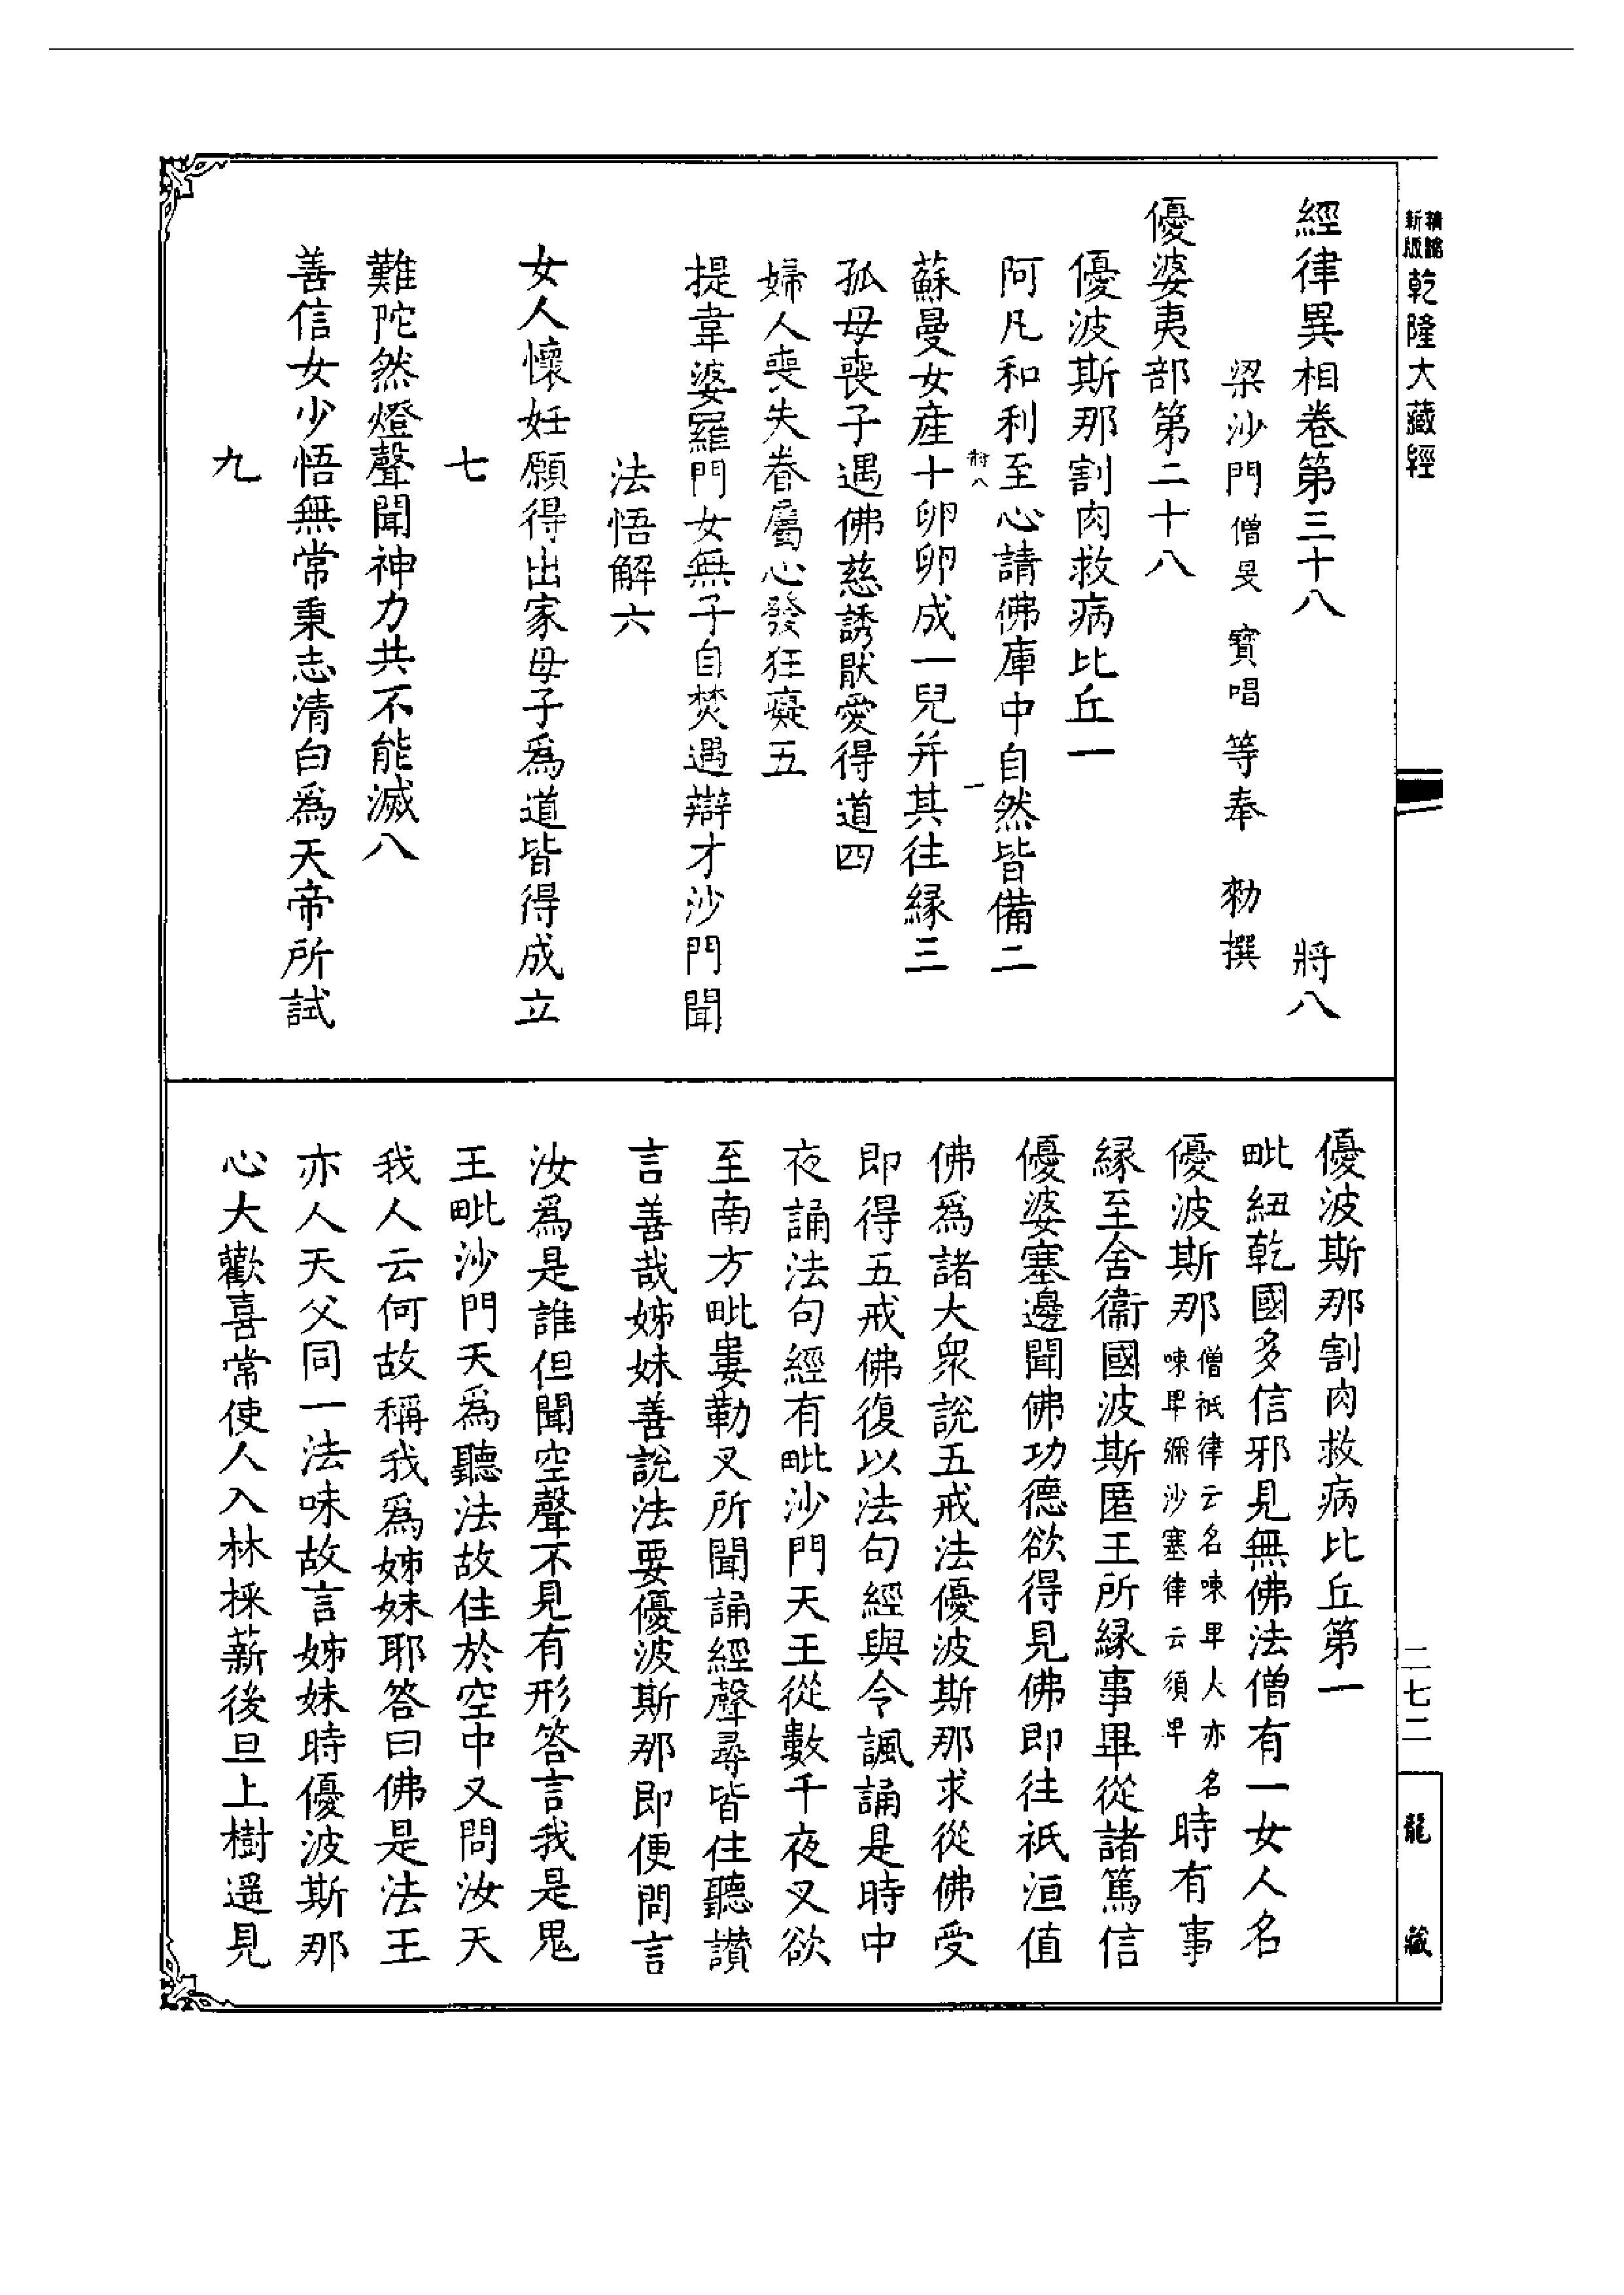 精縮新版乾隆大藏經
經律異相卷第三十八 將八
梁沙門僧旻 寶唱等奉 勑撰
優婆夷部第二十八
優波斯那割肉救病比丘一
阿凡和利至心請佛庫中自然皆備二
將八 一
蘇曼女産十卵卵成一兒并其往縁三
孤母喪子遇佛慈誘厭愛得道四
婦人喪失眷屬心發狂癡五
提韋婆羅門女無子自焚遇辯才沙門聞
法悟解六
女人懷妊願得出家母子爲道皆得成立
七
難陀然燈聲聞神力共不能滅八
善信女少悟無常秉志清白爲天帝所試
九
優波斯那割肉救病比丘第一
毗紐乾國多信邪見無佛法僧有一女人名
優波斯那僧祇律云名㖨卑人亦名㖨卑彌沙塞律云須卑時有事
縁至舍衞國波斯匿王所縁事畢從諸篤信
優婆塞邊聞佛功德欲得見佛即往祇洹值
佛爲諸大衆說五戒法優波斯那求從佛受
即得五戒佛復以法句經與令諷誦是時中
夜誦法句經有毗沙門天王從數千夜叉欲
至南方毗婁勒叉所聞誦經聲尋皆住聽讃
言善哉姊妹善說法要優波斯那即便問言
汝爲是誰但聞空聲不見有形答言我是鬼
王毗沙門天爲聽法故住於空中又問汝天
我人云何故稱我爲姊妹耶答曰佛是法王
亦人天父同一法味故言姊妹時優波斯那
心大歡喜常使人入林採薪後旦上樹遥見
二七二
龍藏